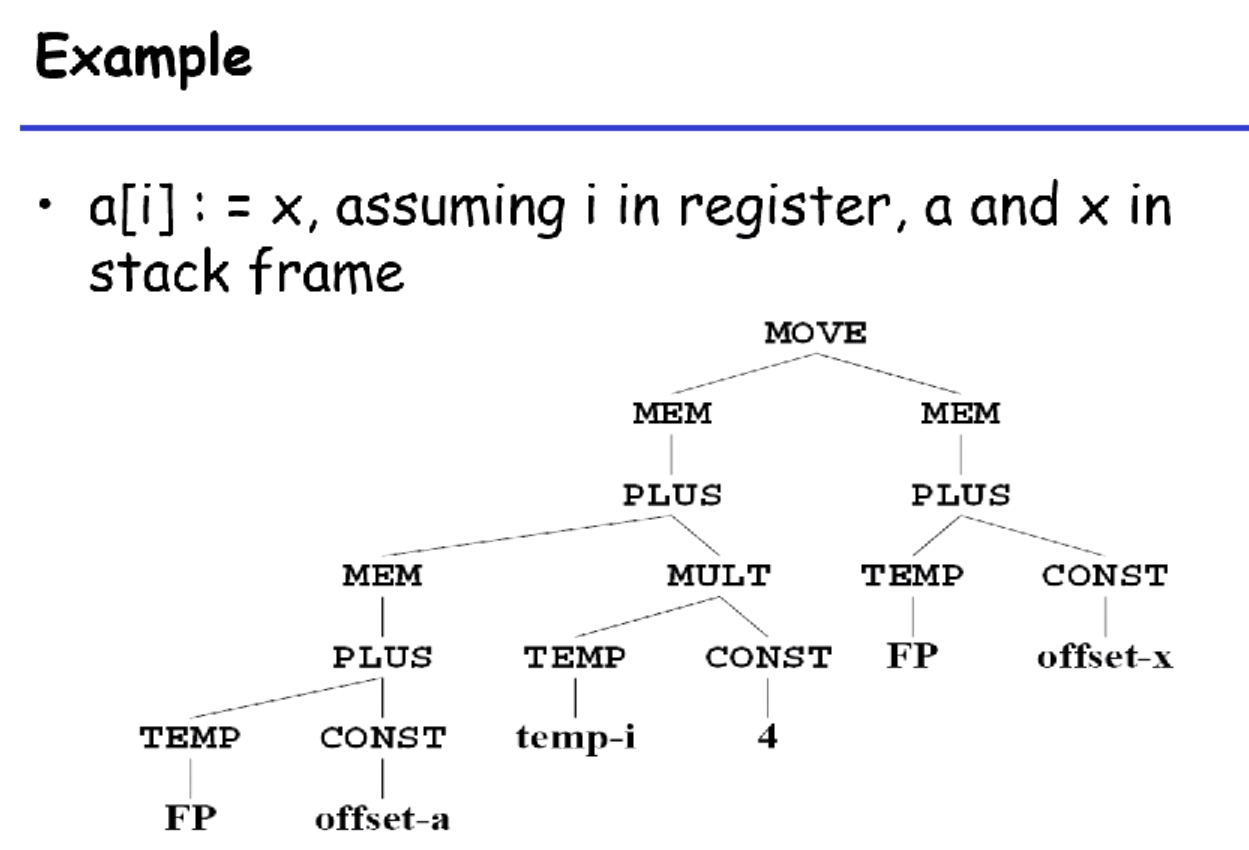 Example
• a[i] : = x, assuming i in register, a and x in
stack frame
MOVE
MEM MEM
PLUS PLUS
MEM MULT TEMP CONST
PLUS TEMP CONST FP offset-x
TEMP CONST temp-i 4
FP offset-a